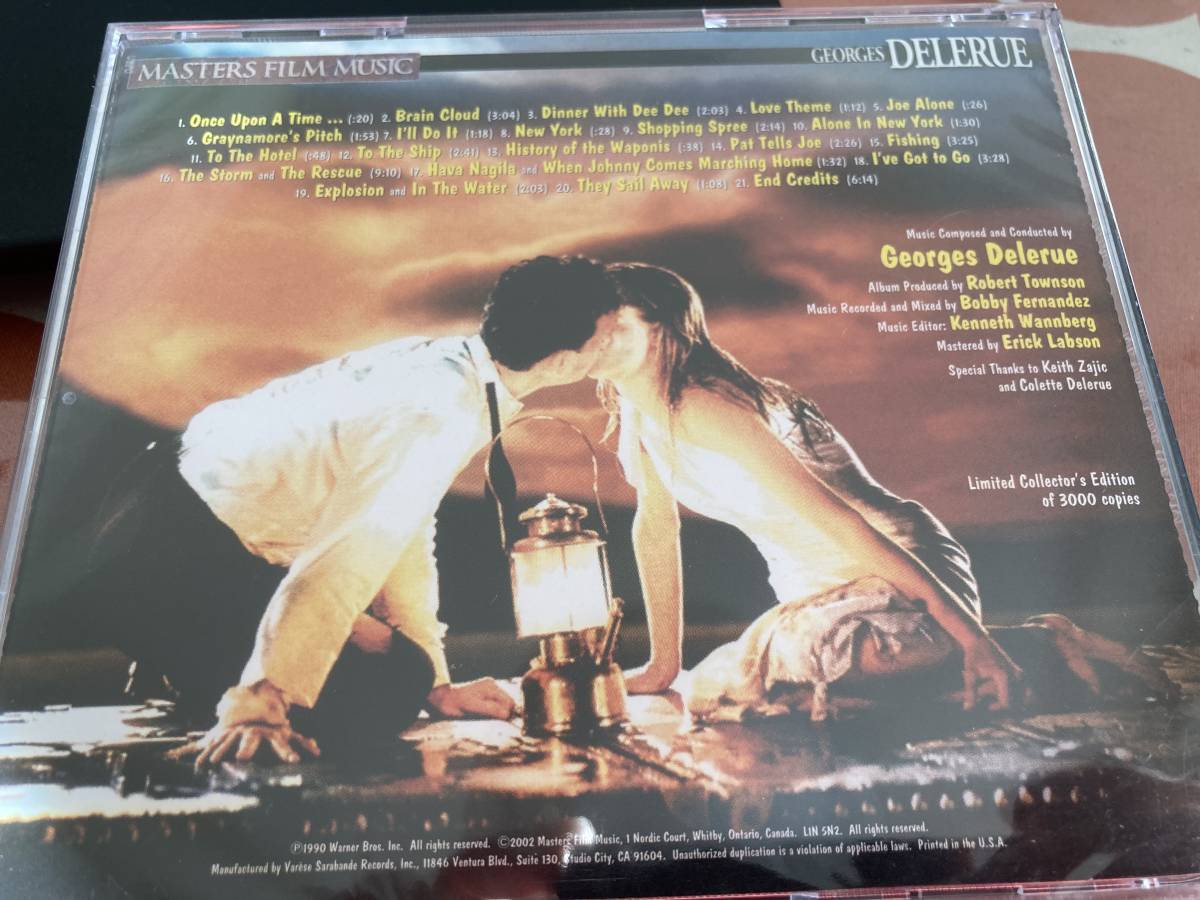 MASTERS FILM MUSIC
GEORGES DELERUE
1. Once Upon A Time ... (:20) 2. Brain Cloud (3:04) 3. Dinner With Dee Dee (2:03) 4. Love Theme (1:12) 5. Joe Alone (:26)
6. Graynamore's Pitch (1:53) 7. I'll Do It (1:18) 8. New York (:28) 9. Shopping Spree (2:14) 10. Alone In New York (1:30)
11. To The Hotel (:48) 12. To The Ship (2:41) 13. History of the Waponis (:38) 14. Pat Tells Joe (2:26) 15. Fishing (3:25)
16. The Storm and The Rescue (9:10) 17. Hava Nagila and When Johnny Comes Marching Home (1:32) 18. I've Got to Go (3:28)
19. Explosion and In The Water (2:03) 20. They Sail Away (1:08) 21. End Credits (6:14)
Music Composed and Conducted by
Georges Delerue
Album Produced by Robert Townson
Music Recorded and Mixed by Bobby Fernandez
Music Editor: Kenneth Wannberg
Mastered by Erick Labson
Special Thanks to Keith Zajic
and Colette Delerue
Limited Collector's Edition
of 3000 copies
℗1990 Warner Bros. Inc. All rights reserved. ©2002 Masters Film Music, 1 Nordic Court, Whitby, Ontario, Canada. L1N 5N2. All rights reserved.
Manufactured by Varèse Sarabande Records, Inc., 11846 Ventura Blvd., Suite 130, Studio City, CA 91604. Unauthorized duplication is a violation of applicable laws. Printed in the U.S.A.